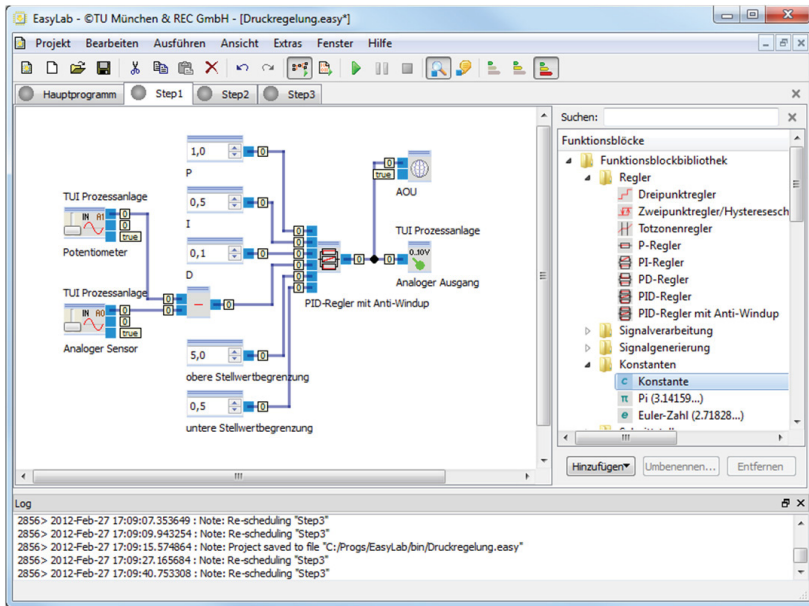 EasyLab - ©TU München & REC GmbH - [Druckregelung.easy*]
Projekt Bearbeiten Ausführen Ansicht Extras Fenster Hilfe
Hauptprogramm Step1 Step2 Step3
1,0
0
P
0
true
AOU
TUI Prozessanlage
IN A1
0
0
true
Potentiometer
0,5
0
I
0,1
0
D
TUI Prozessanlage
0
0
0,10V
PID-Regler mit Anti-Windup
Analoger Ausgang
TUI Prozessanlage
IN A0
0
0
true
Analoger Sensor
0
5,0
0
obere Stellwertbegrenzung
0,5
0
untere Stellwertbegrenzung
Suchen:
Funktionsblöcke
Funktionsblockbibliothek
Regler
Dreipunktregler
Zweipunktregler/Hysteresesch
Totzonenregler
P-Regler
PI-Regler
PD-Regler
PID-Regler
PID-Regler mit Anti-Windup
Signalverarbeitung
Signalgenerierung
Konstanten
c Konstante
π Pi (3.14159...)
e Euler-Zahl (2.71828...)
Hinzufügen Umbenennen... Entfernen
Log
2856> 2012-Feb-27 17:09:07.353649 : Note: Re-scheduling "Step3"
2856> 2012-Feb-27 17:09:09.943254 : Note: Re-scheduling "Step3"
2856> 2012-Feb-27 17:09:15.574864 : Note: Project saved to file "C:/Progs/EasyLab/bin/Druckregelung.easy"
2856> 2012-Feb-27 17:09:27.165684 : Note: Re-scheduling "Step3"
2856> 2012-Feb-27 17:09:40.753308 : Note: Re-scheduling "Step3"